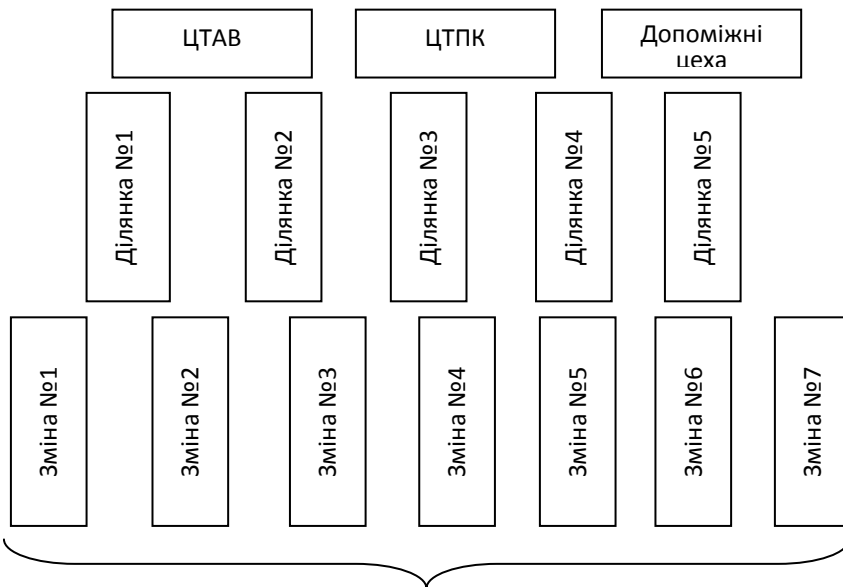 ЦТАВ
ЦТПК
Допоміжні
цеха
Ділянка №1
Ділянка №2
Ділянка №3
Ділянка №4
Ділянка №5
Зміна №1
Зміна №2
Зміна №3
Зміна №4
Зміна №5
Зміна №6
Зміна №7